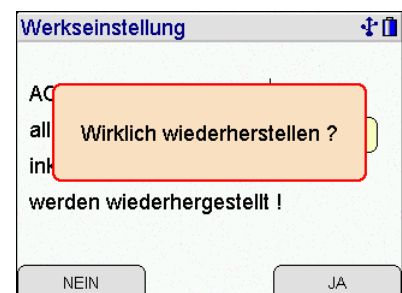 Werkseinstellung
AC
all
Wirklich wiederherstellen ?
ink
werden wiederhergestellt !
NEIN
JA